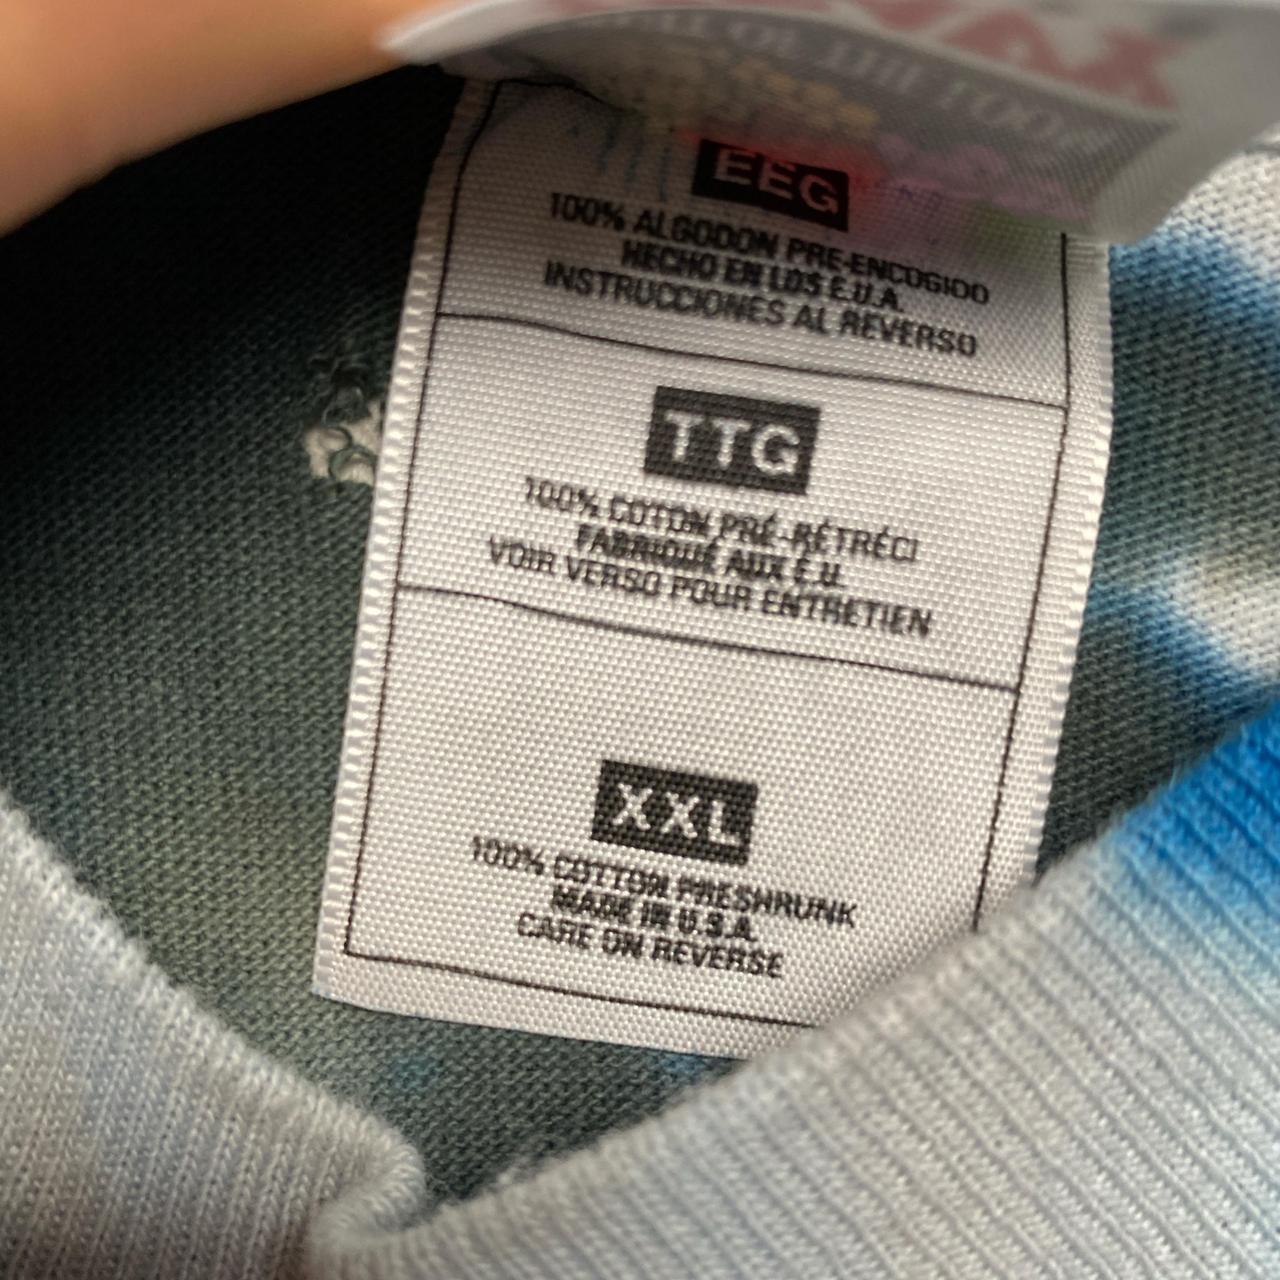 EEG
100% ALGODON PRE-ENCOGIDO
HECHO EN LOS E.U.A.
INSTRUCCIONES AL REVERSO
TTG
100% COTON PRÉ-RÉTRÉCI
FABRIQUÉ AUX É.U.
VOIR VERSO POUR ENTRETIEN
XXL
100% COTTON PRESHRUNK
MADE IN U.S.A.
CARE ON REVERSE